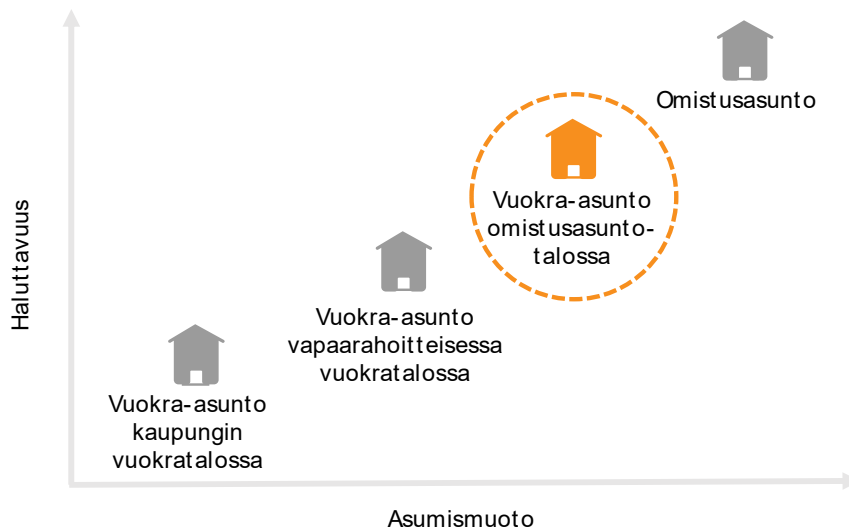 Omistusasunto
Vuokra-asunto
omistusasunto-
talossa
Haluttavuus
Vuokra-asunto
vapaarahoitteisessa
vuokratalossa
Vuokra-asunto
kaupungin
vuokratalossa
Asumismuoto